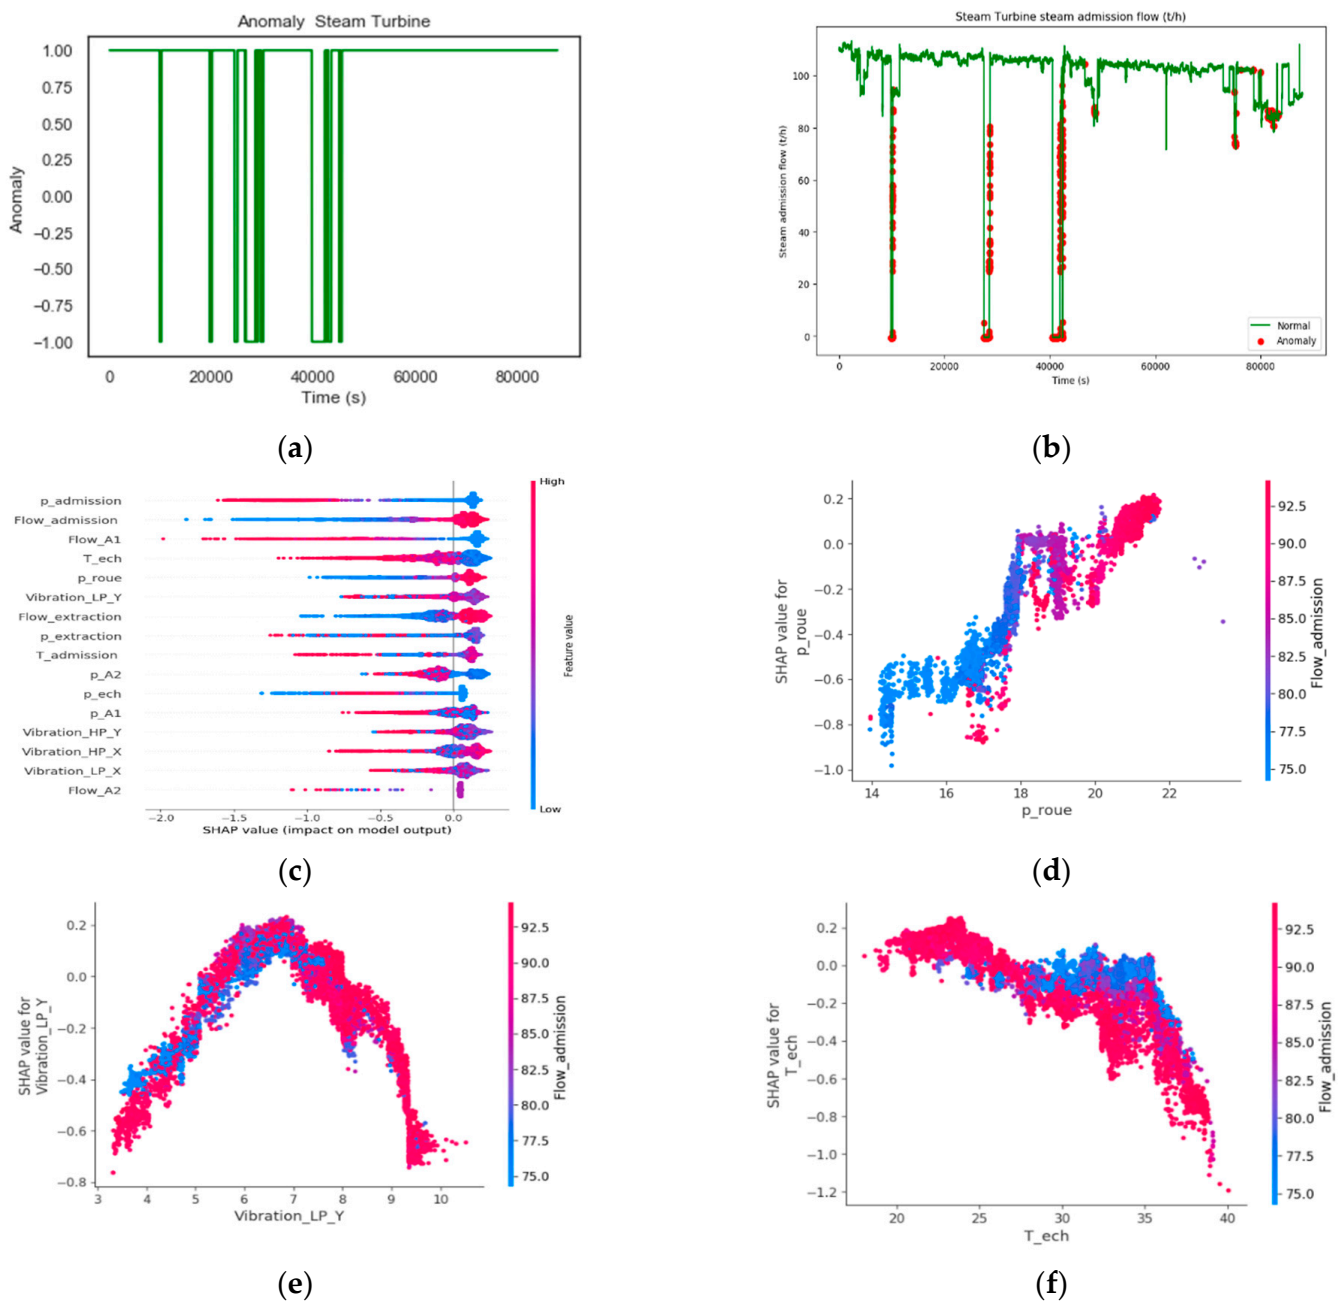 Anomaly  Steam Turbine
1.00
0.75
0.50
0.25
0.00
−0.25
−0.50
−0.75
−1.00
Anomaly
0 20000 40000 60000 80000
Time (s)
(a)
Steam Turbine steam admission flow (t/h)
100
80
60
40
20
0
Steam admission flow (t/h)
Normal
Anomaly
0 20000 40000 60000 80000
Time (s)
(b)
p_admission
Flow_admission
Flow_A1
T_ech
p_roue
Vibration_LP_Y
Flow_extraction
p_extraction
T_admission
p_A2
p_ech
p_A1
Vibration_HP_Y
Vibration_HP_X
Vibration_LP_X
Flow_A2
−2.0 −1.5 −1.0 −0.5 0.0
SHAP value (impact on model output)
High
Feature value
Low
(c)
0.2
0.0
−0.2
−0.4
−0.6
−0.8
−1.0
SHAP value for
p_roue
14 16 18 20 22
p_roue
92.5
90.0
87.5
85.0
82.5
80.0
77.5
75.0
Flow_admission
(d)
0.2
0.0
−0.2
−0.4
−0.6
−0.8
SHAP value for
Vibration_LP_Y
3 4 5 6 7 8 9 10
Vibration_LP_Y
92.5
90.0
87.5
85.0
82.5
80.0
77.5
75.0
Flow_admission
(e)
0.2
0.0
−0.2
−0.4
−0.6
−0.8
−1.0
−1.2
SHAP value for
T_ech
20 25 30 35 40
T_ech
92.5
90.0
87.5
85.0
82.5
80.0
77.5
75.0
Flow_admission
(f)